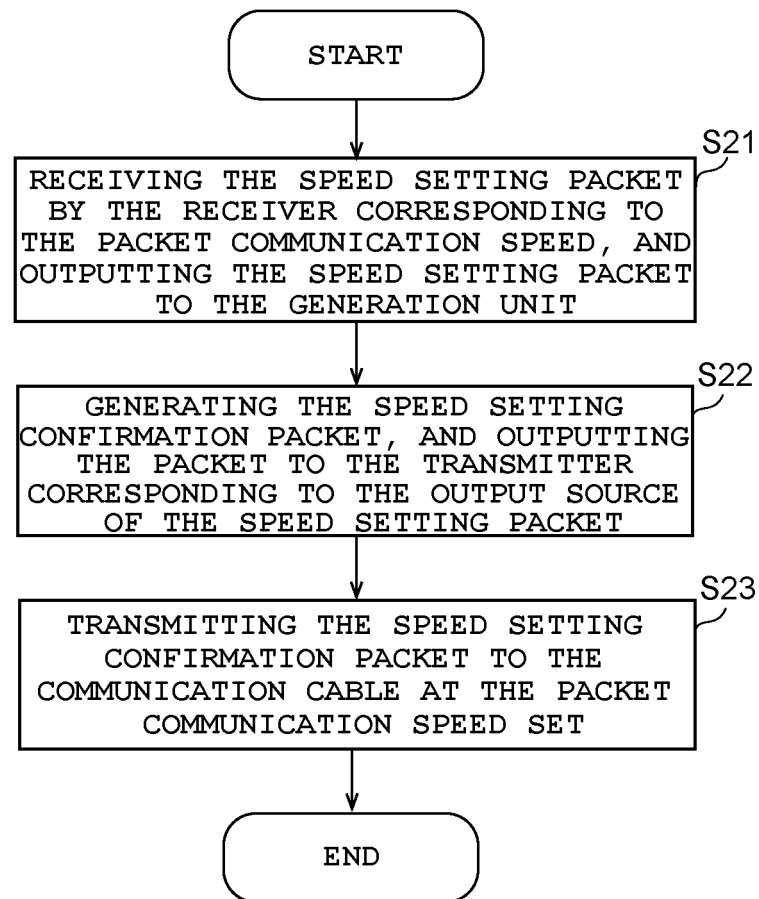 START
S21
RECEIVING THE SPEED SETTING PACKET
BY THE RECEIVER CORRESPONDING TO
THE PACKET COMMUNICATION SPEED, AND
OUTPUTTING THE SPEED SETTING PACKET
TO THE GENERATION UNIT
S22
GENERATING THE SPEED SETTING
CONFIRMATION PACKET, AND OUTPUTTING
THE PACKET TO THE TRANSMITTER
CORRESPONDING TO THE OUTPUT SOURCE
OF THE SPEED SETTING PACKET
S23
TRANSMITTING THE SPEED SETTING
CONFIRMATION PACKET TO THE
COMMUNICATION CABLE AT THE PACKET
COMMUNICATION SPEED SET
END